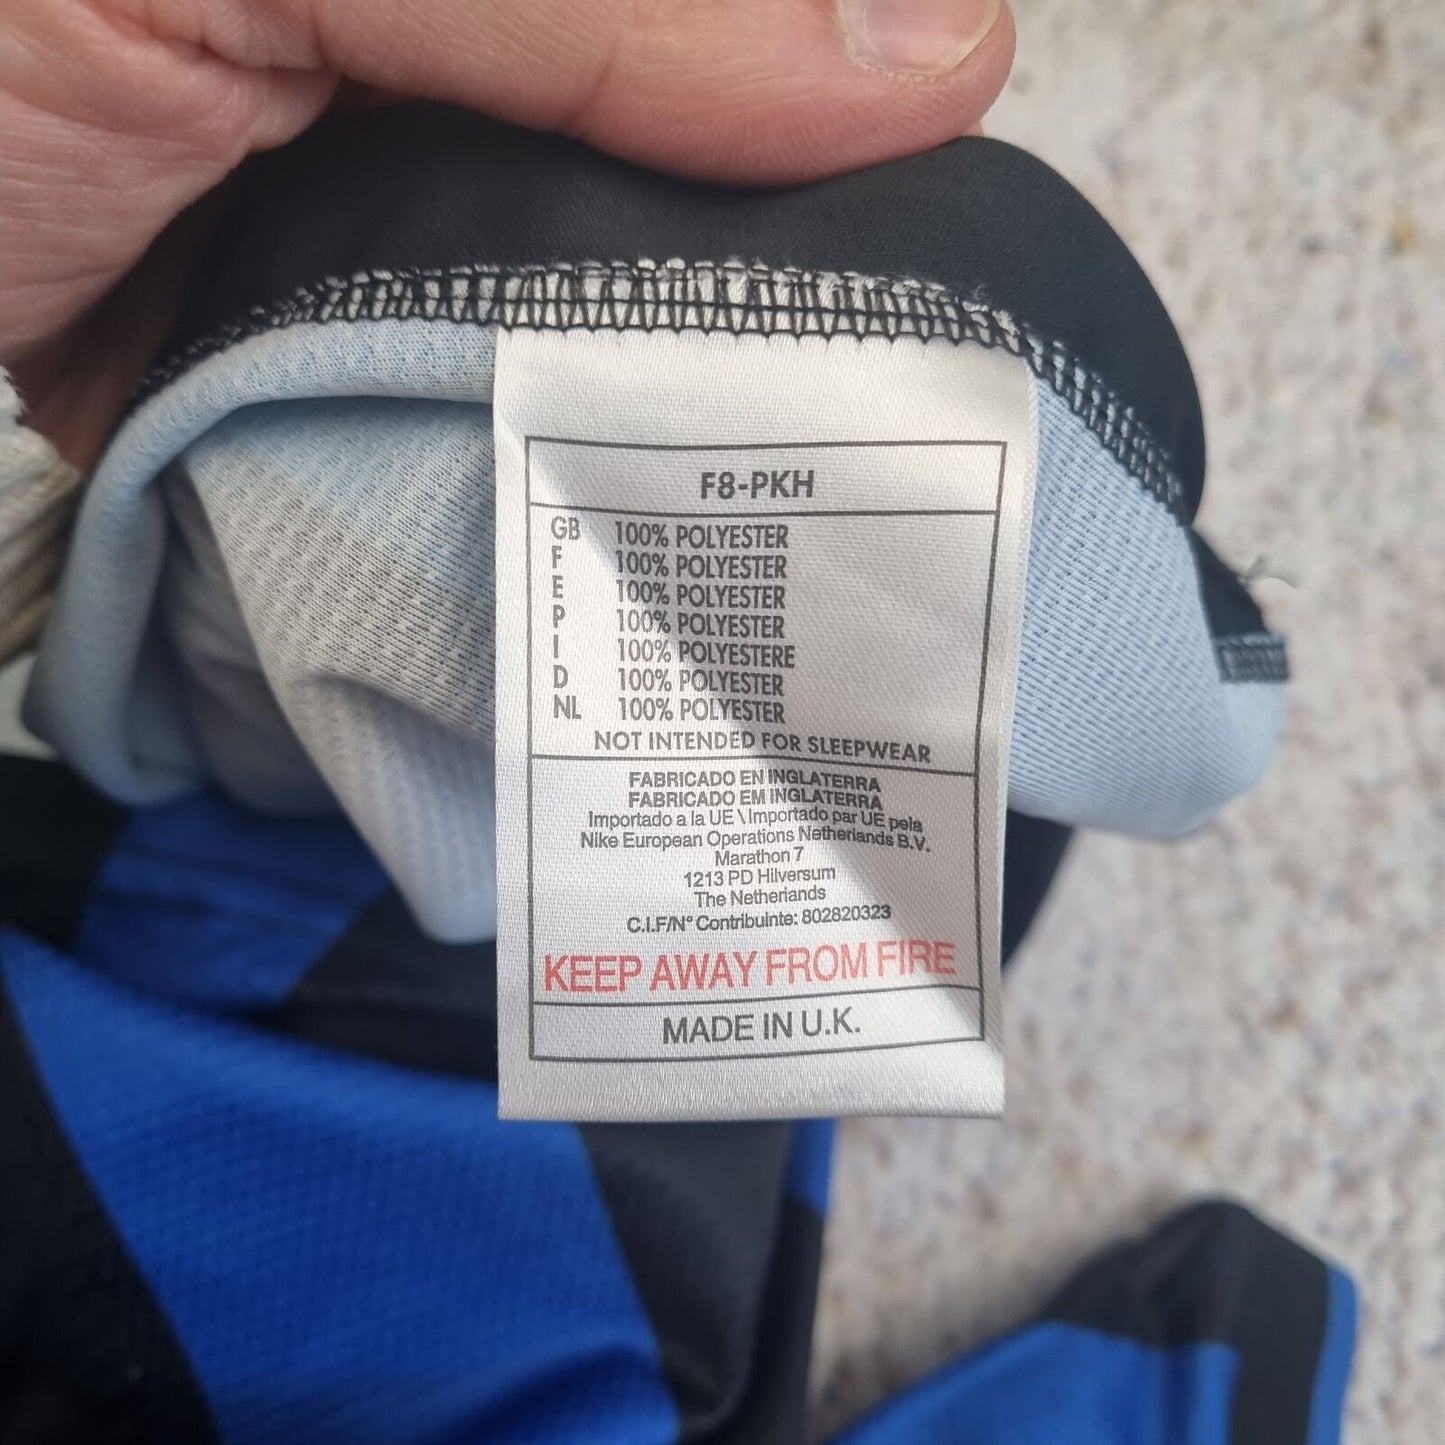 F8-PKH
GB 100% POLYESTER
F 100% POLYESTER
E 100% POLYESTER
P 100% POLYESTER
I 100% POLYESTERE
D 100% POLYESTER
NL 100% POLYESTER
NOT INTENDED FOR SLEEPWEAR
FABRICADO EN INGLATERRA
FABRICADO EM INGLATERRA
Importado a la UE \ Importado par UE pela
Nike European Operations Netherlands B.V.
Marathon 7
1213 PD Hilversum
The Netherlands
C.I.F/N° Contribuinte: 802820323
KEEP AWAY FROM FIRE
MADE IN U.K.